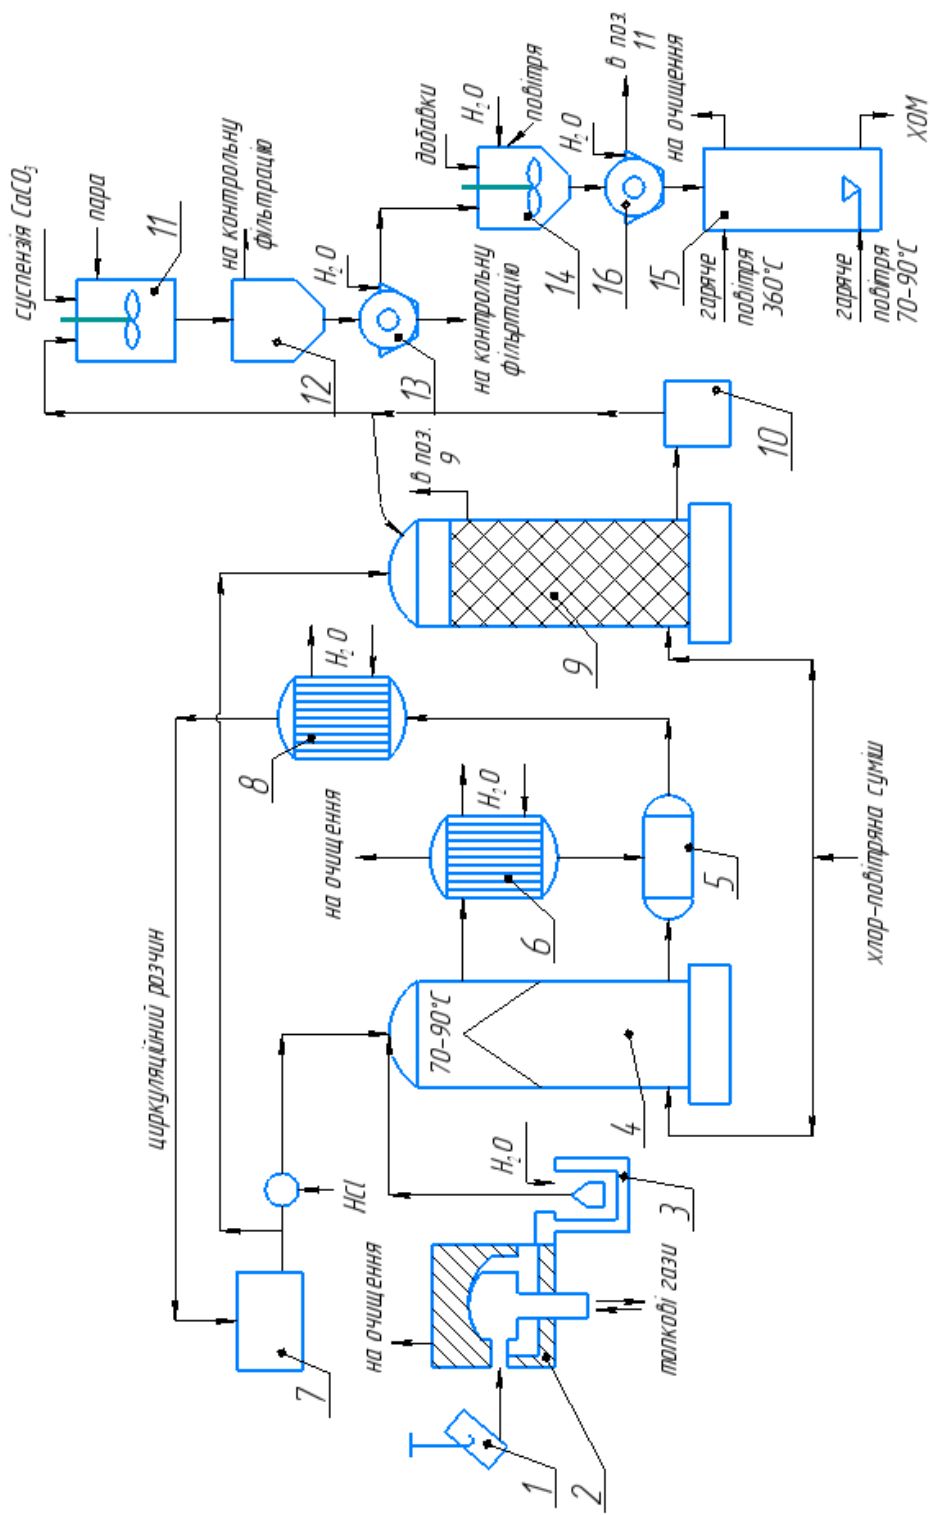 суспензія CaCO₃
пара
11
на контрольну
фільтрацію
12
H₂O
13
на контрольну
фільртацію
добавки
H₂O
повітря
14
H₂O
16
в поз.
11
на очищення
15
гаряче
повітря
360°C
гаряче
повітря
70-90°C
ХОМ
10
в поз.
9
9
H₂O
8
на очищення
H₂O
6
5
хлор-повітряна суміш
циркуляційний розчин
70-90°C
4
HCl
H₂O
3
7
на очищення
топкові гази
1
2